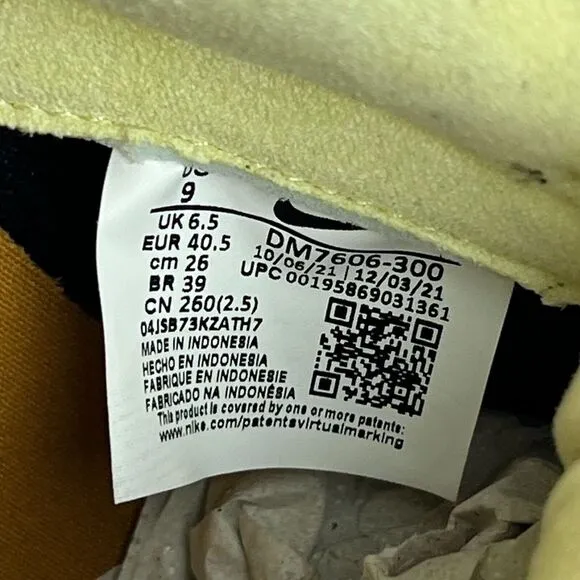 9
UK 6.5
EUR 40.5
cm 26
BR 39
CN 260(2.5)
04JSB73KZATH7
DM7606-300
10/06/21 | 12/03/21
UPC 00195869031361
MADE IN INDONESIA
HECHO EN INDONESIA
FABRIQUE EN INDONESIE
FABRICADO NA INDONÉSIA
This product is covered by one or more patents:
www.nike.com/patentsvirtualmarking